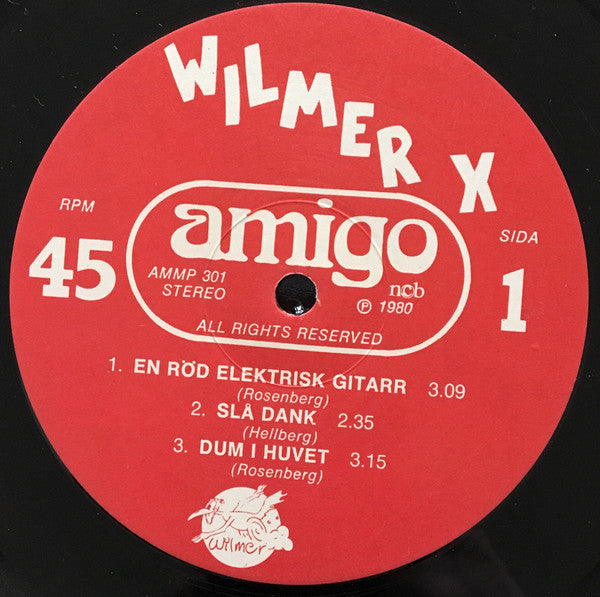 WILMER X
RPM
45
amigo
AMMP 301
STEREO
ncb
℗ 1980
ALL RIGHTS RESERVED
SIDA
1
1. EN RÖD ELEKTRISK GITARR 3.09
(Rosenberg)
2. SLÅ DANK 2.35
(Hellberg)
3. DUM I HUVET 3.15
(Rosenberg)
wilmer